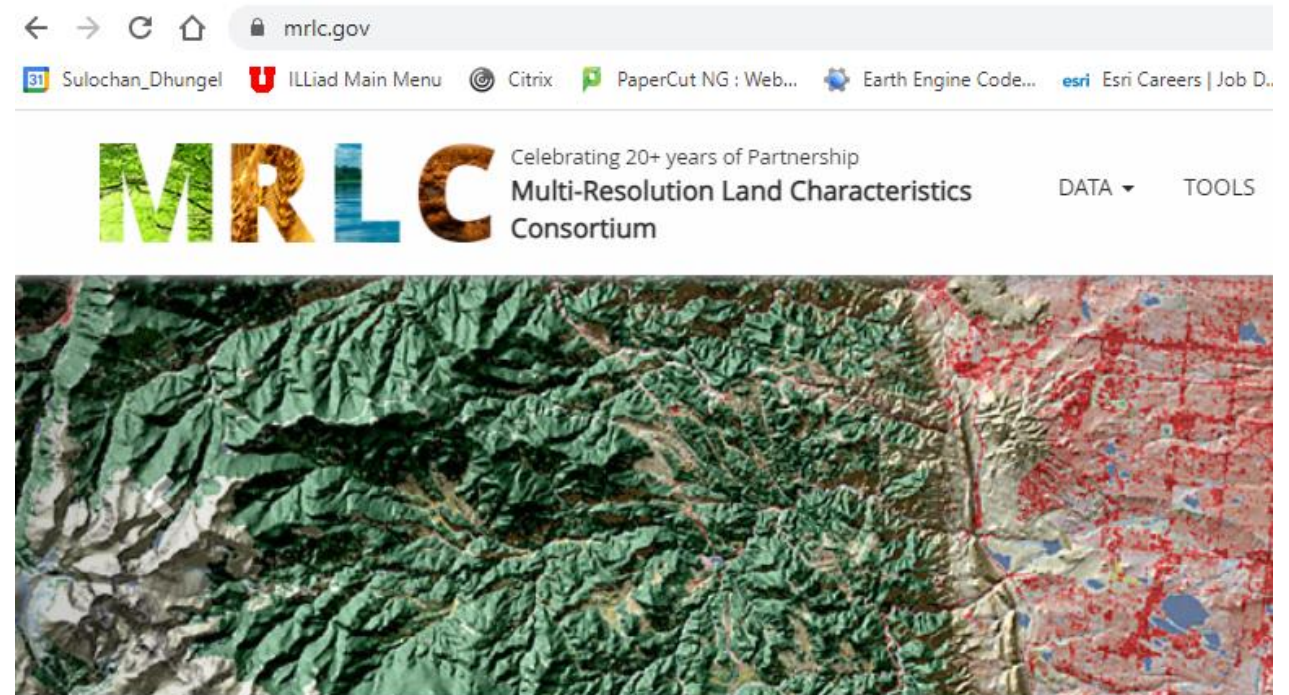 mrlc.gov
31 Sulochan_Dhungel U ILLiad Main Menu Citrix PaperCut NG : Web... Earth Engine Code... esri Esri Careers | Job D...
MRLC
Celebrating 20+ years of Partnership
Multi-Resolution Land Characteristics
Consortium
DATA TOOLS